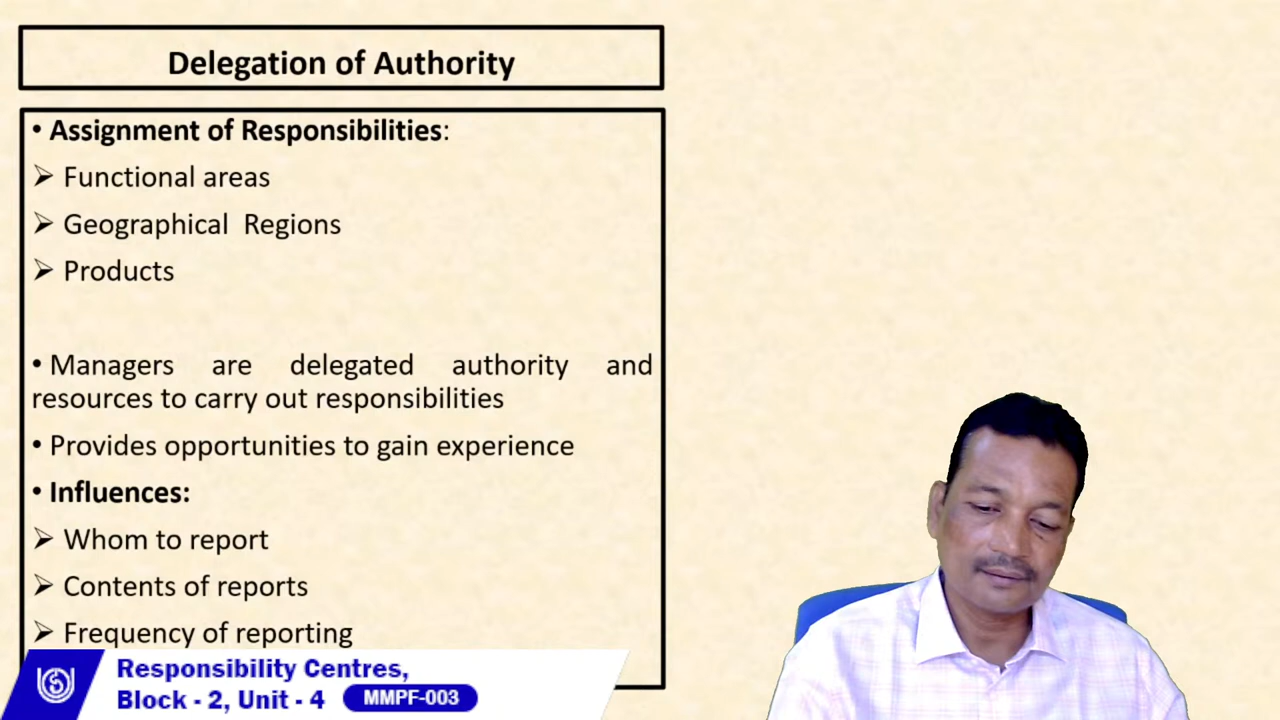 Delegation of Authority
• Assignment of Responsibilities:
➢ Functional areas
➢ Geographical Regions
➢ Products
• Managers are delegated authority and
resources to carry out responsibilities
• Provides opportunities to gain experience
• Influences:
➢ Whom to report
➢ Contents of reports
➢ Frequency of reporting
Responsibility Centres,
Block - 2, Unit - 4 MMPF-003